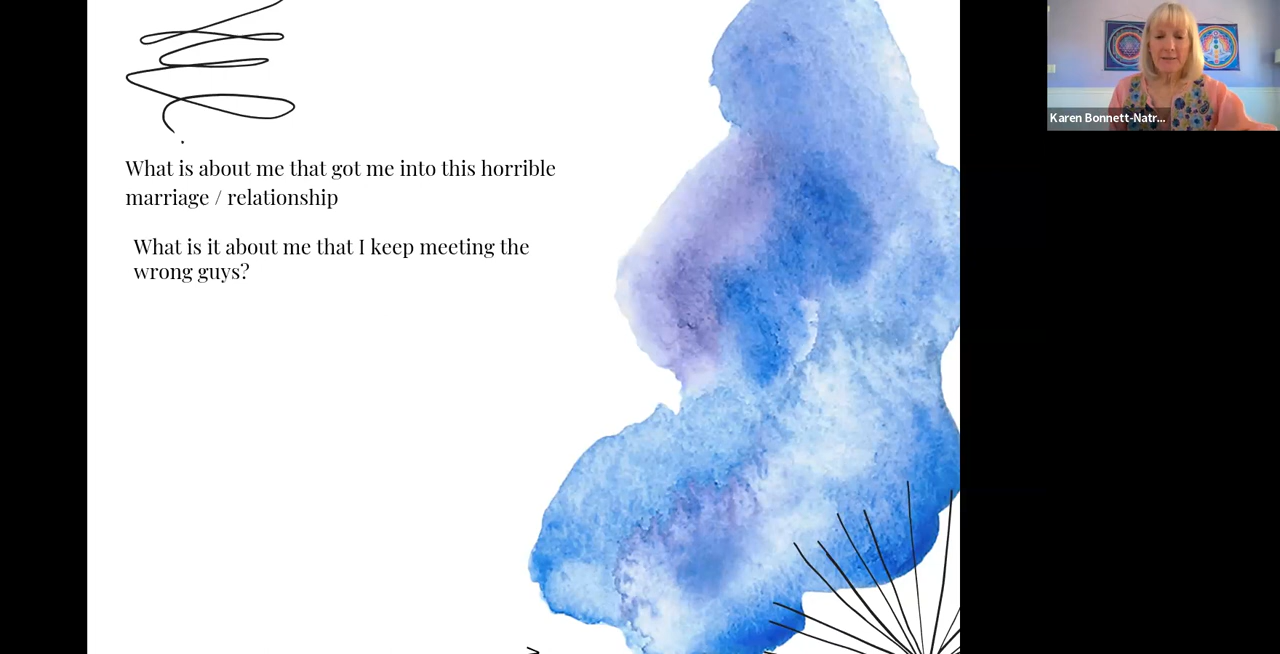 What is about me that got me into this horrible
marriage / relationship
What is it about me that I keep meeting the
wrong guys?
Karen Bonnett-Natr...